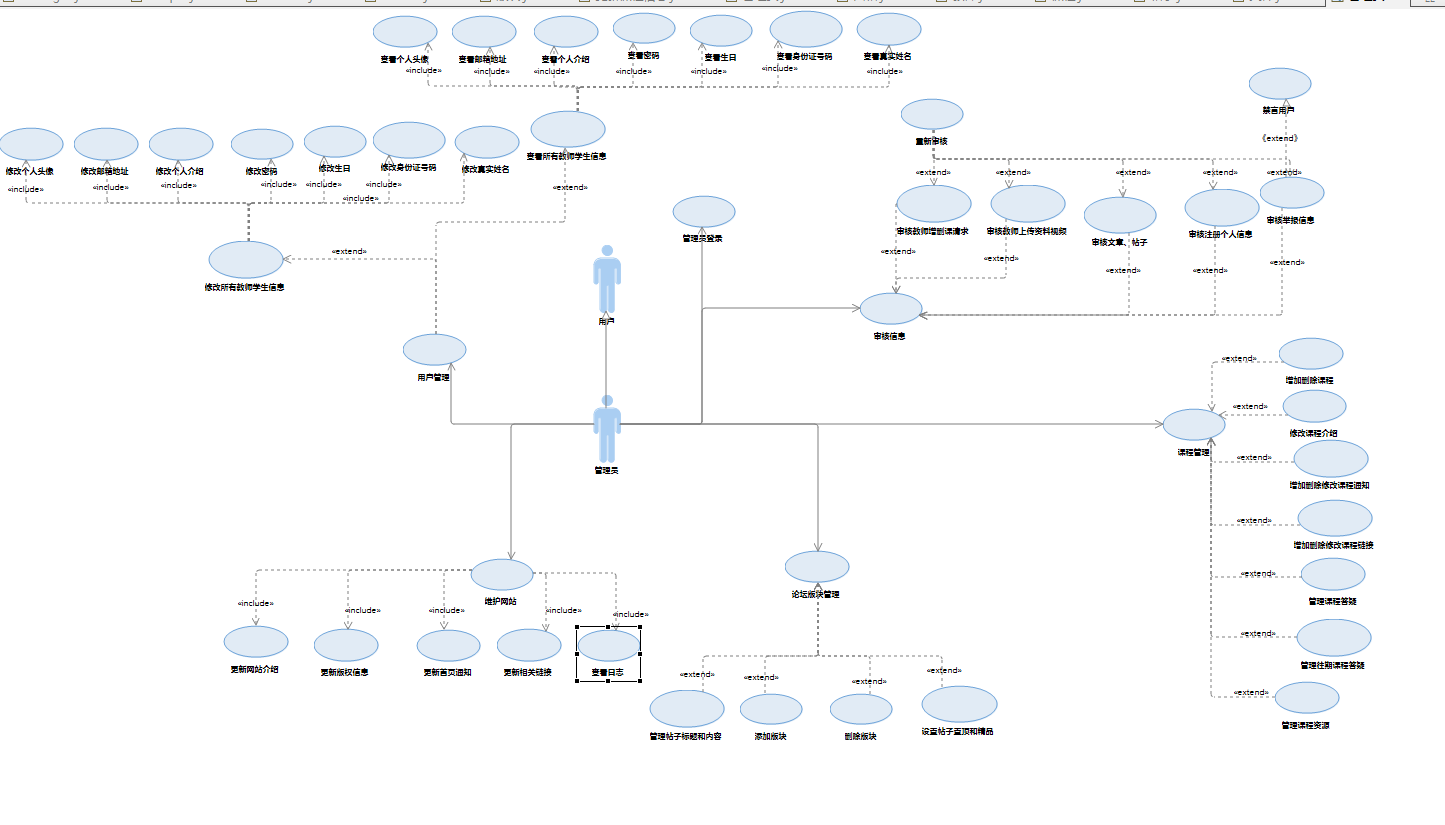 查看个人头像
查看邮箱地址
查看个人介绍
查看密码
查看生日
查看身份证号码
查看真实姓名
«include»
«include»
«include»
«include»
«include»
«include»
«include»
查看所有教师学生信息
«extend»
修改个人头像
修改邮箱地址
修改个人介绍
修改密码
修改生日
修改身份证号码
修改真实姓名
«include»
«include»
«include»
«include»
«include»
«include»
«include»
修改所有教师学生信息
«extend»
用户管理
用户
管理员
管理员登录
重新审核
禁言用户
《extend》
«extend»
«extend»
«extend»
«extend»
«extend»
审核教师增删课请求
审核教师上传资料视频
审核文章、帖子
审核注册个人信息
审核举报信息
«extend»
«extend»
«extend»
«extend»
«extend»
审核信息
课程管理
«extend»
增加删除课程
«extend»
修改课程介绍
«extend»
增加删除修改课程通知
«extend»
增加删除修改课程链接
«extend»
管理课程答疑
«extend»
管理往期课程答疑
«extend»
管理课程资源
维护网站
«include»
«include»
«include»
«include»
«include»
更新网站介绍
更新版权信息
更新首页通知
更新相关链接
查看日志
论坛版块管理
«extend»
«extend»
«extend»
«extend»
管理帖子标题和内容
添加版块
删除版块